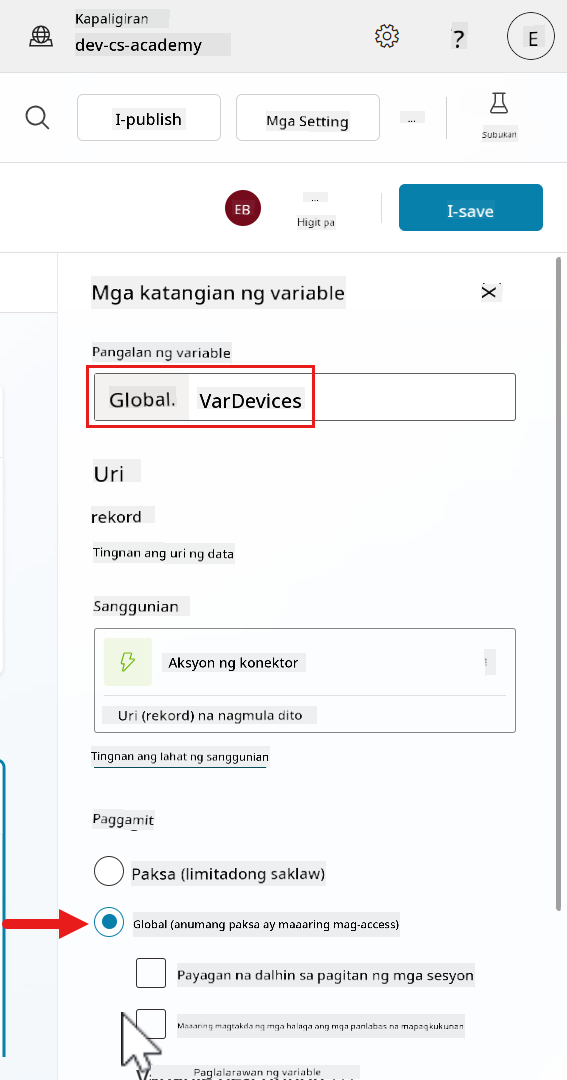 Kapaligiran
dev-cs-academy
?
E
I-publish
Mga Setting
...
Subukan
EB
...
Higit pa
I-save
Mga katangian ng variable
Pangalan ng variable
Global. VarDevices
Uri
rekord
Tingnan ang uri ng data
Sanggunian
Aksyon ng konektor
Uri (rekord) na nagmula dito
Tingnan ang lahat ng sanggunian
Paggamit
Paksa (limitadong saklaw)
Global (anumang paksa ay maaaring mag-access)
Payagan na dalhin sa pagitan ng mga sesyon
Maaaring magtakda ng mga halaga ang mga panlabas na mapagkukunan
Paglalarawan ng variable